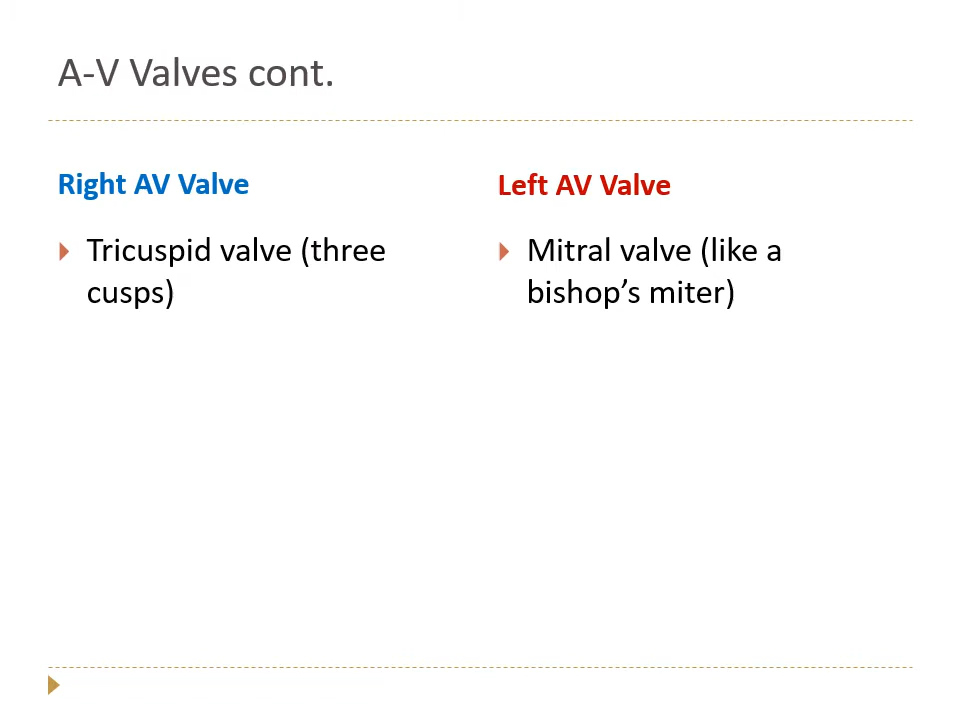 A-V Valves cont.
Right AV Valve
Tricuspid valve (three
cusps)
Left AV Valve
Mitral valve (like a
bishop’s miter)